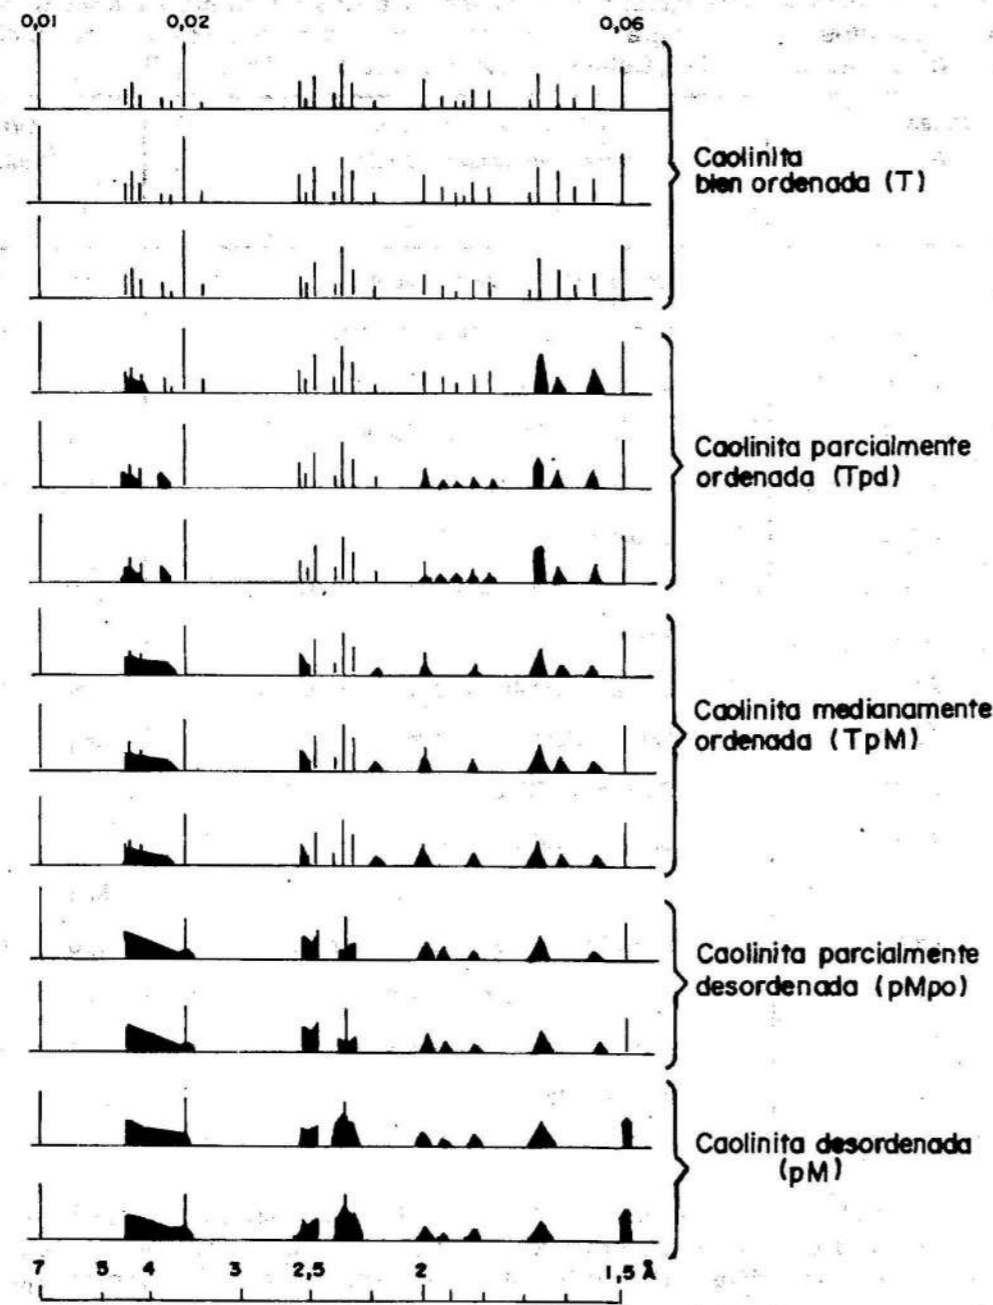 0,01 0,02 0,06
Caolinita
bien ordenada (T)
Caolinita parcialmente
ordenada (Tpd)
Caolinita medianamente
ordenada (TpM)
Caolinita parcialmente
desordenada (pMpo)
Caolinita desordenada
(pM)
7 5 4 3 2,5 2 1,5 Å